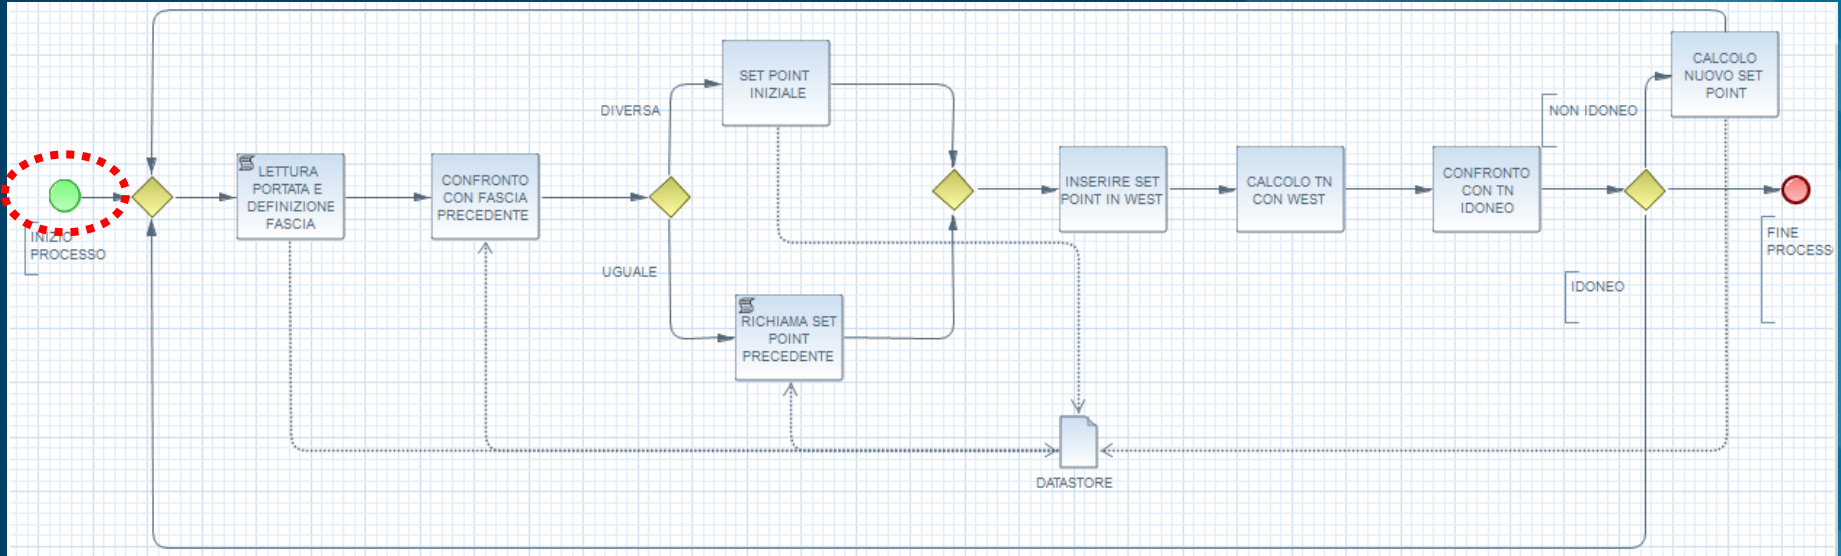 INIZIO
PROCESSO
LETTURA
PORTATA E
DEFINIZIONE
FASCIA
CONFRONTO
CON FASCIA
PRECEDENTE
DIVERSA
UGUALE
SET POINT
INIZIALE
RICHIAMA SET
POINT
PRECEDENTE
INSERIRE SET
POINT IN WEST
CALCOLO TN
CON WEST
CONFRONTO
CON TN
IDONEO
NON IDONEO
IDONEO
CALCOLO
NUOVO SET
POINT
FINE
PROCESS
DATASTORE